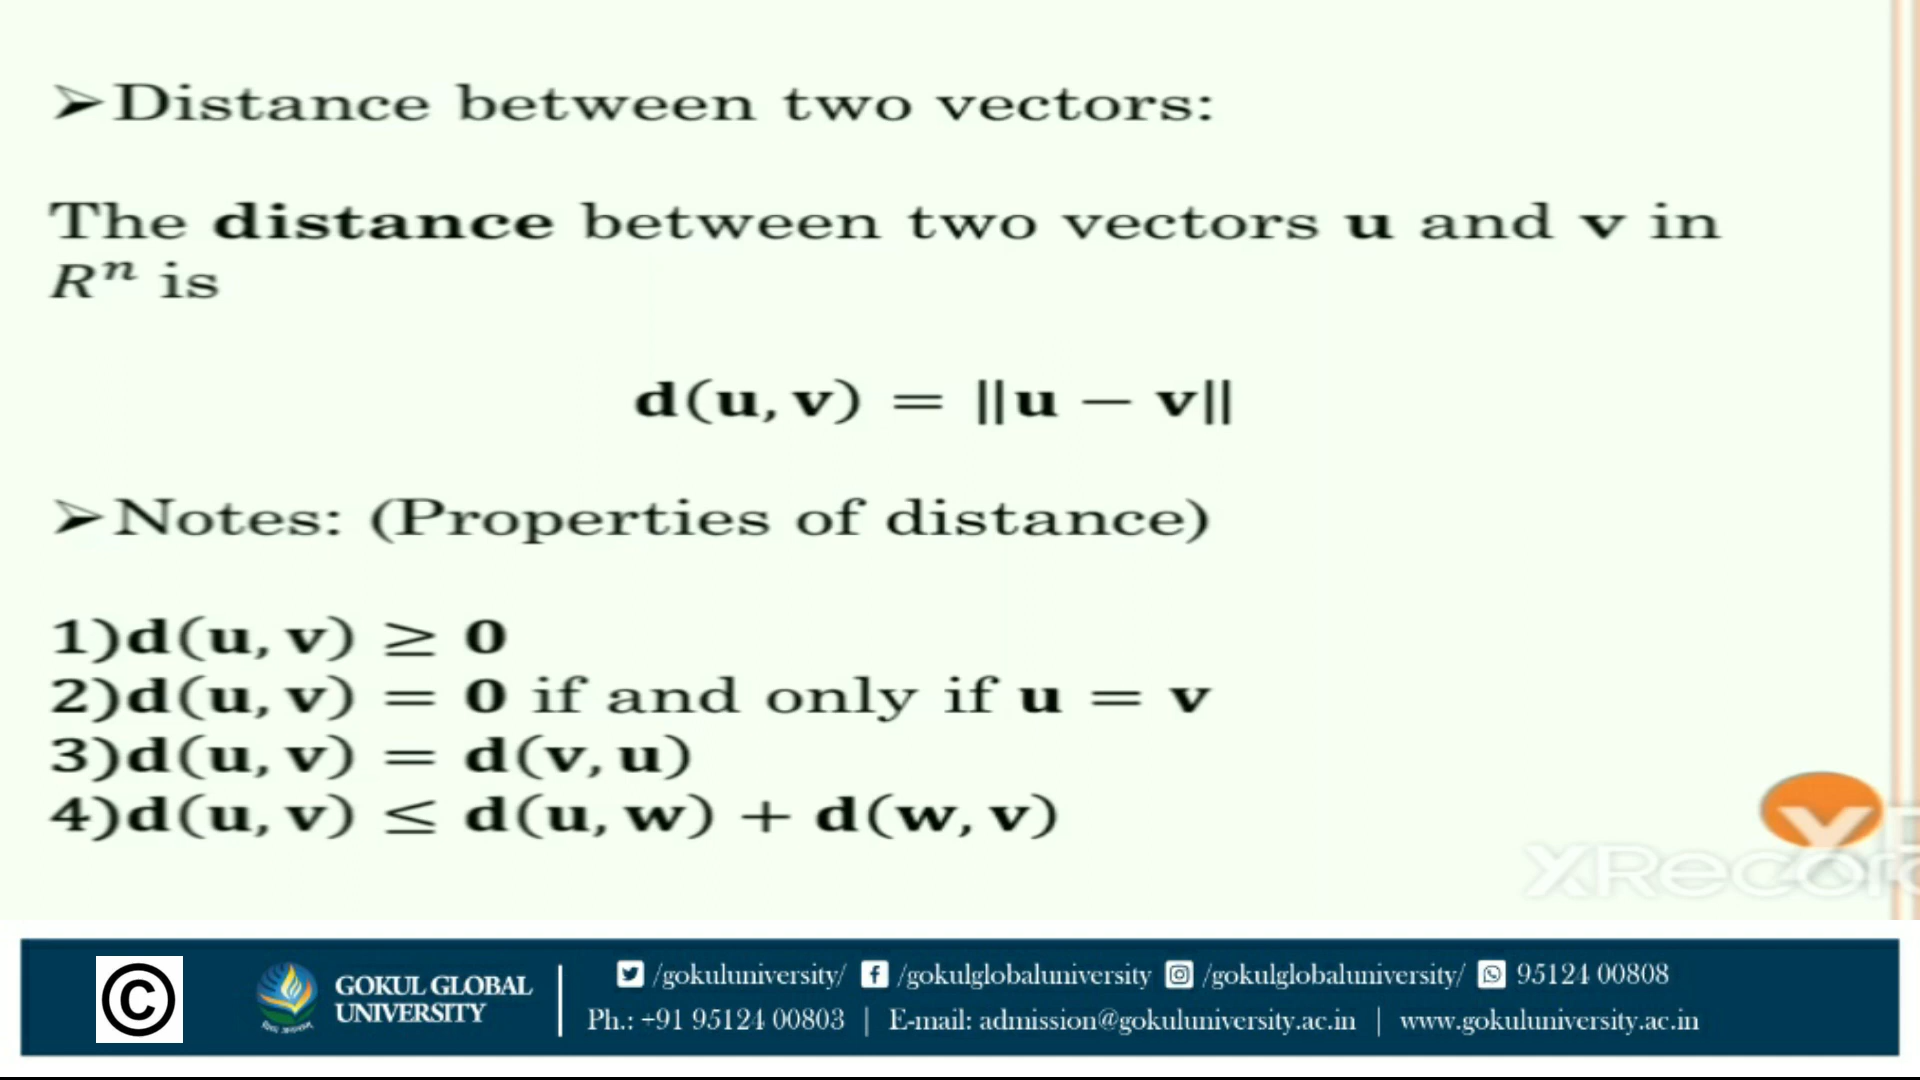 ➢Distance between two vectors:
The distance between two vectors u and v in
Rⁿ is
d(u, v) = ||u − v||
➢Notes: (Properties of distance)
1)d(u, v) ≥ 0
2)d(u, v) = 0 if and only if u = v
3)d(u, v) = d(v, u)
4)d(u, v) ≤ d(u, w) + d(w, v)
XRecor
©
GOKUL GLOBAL
UNIVERSITY
/gokuluniversity/ /gokulglobaluniversity /gokulglobaluniversity/ 95124 00808
Ph.: +91 95124 00803 | E-mail: admission@gokuluniversity.ac.in | www.gokuluniversity.ac.in